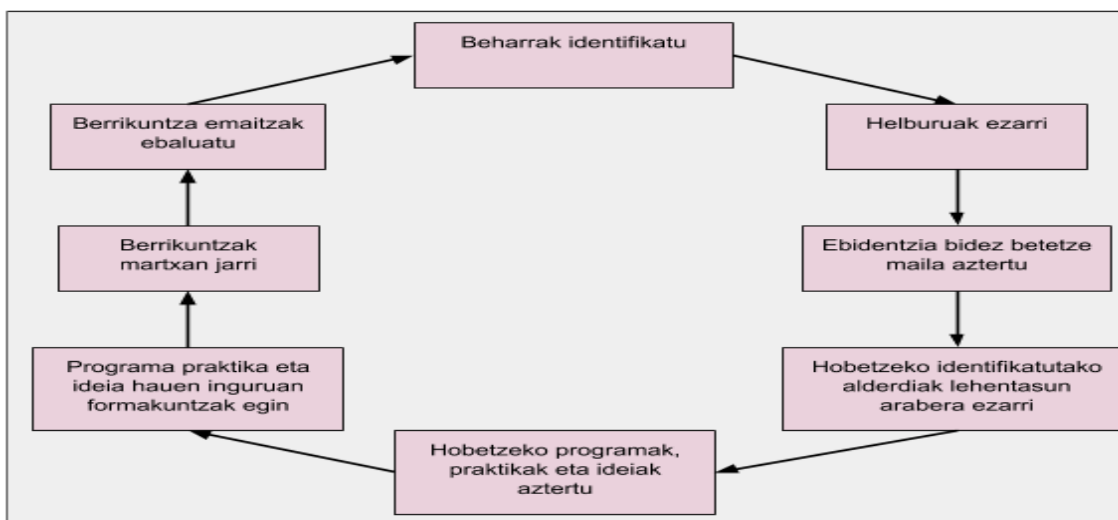 Beharrak identifikatu
Helburuak ezarri
Ebidentzia bidez betetze
maila aztertu
Hobetzeko identifikatutako
alderdiak lehentasun
arabera ezarri
Hobetzeko programak,
praktikak eta ideiak
aztertu
Programa praktika eta
ideia hauen inguruan
formakuntzak egin
Berrikuntzak
martxan jarri
Berrikuntza emaitzak
ebaluatu